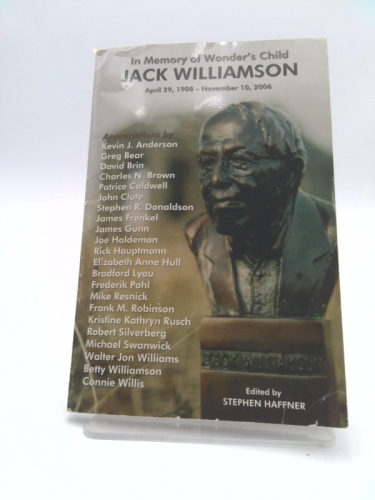 In Memory of Wonder's Child
JACK WILLIAMSON
April 29, 1908 – November 10, 2006
Appreciations by
Kevin J. Anderson
Greg Bear
David Brin
Charles N. Brown
Patrice Caldwell
John Clute
Stephen R. Donaldson
James Frenkel
James Gunn
Joe Haldeman
Rick Hauptmann
Elizabeth Anne Hull
Bradford Lyau
Frederik Pohl
Mike Resnick
Frank M. Robinson
Kristine Kathryn Rusch
Robert Silverberg
Michael Swanwick
Walter Jon Williams
Betty Williamson
Connie Willis
JACK WILLIAMSON
Edited by
STEPHEN HAFFNER